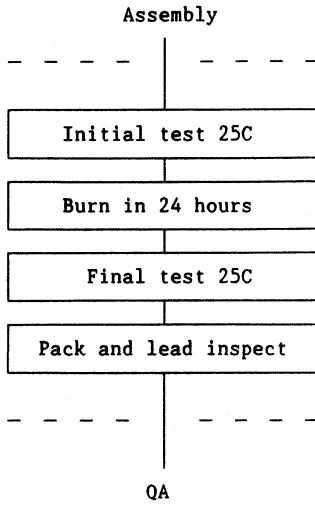 Assembly
Initial test 25C
Burn in 24 hours
Final test 25C
Pack and lead inspect
QA